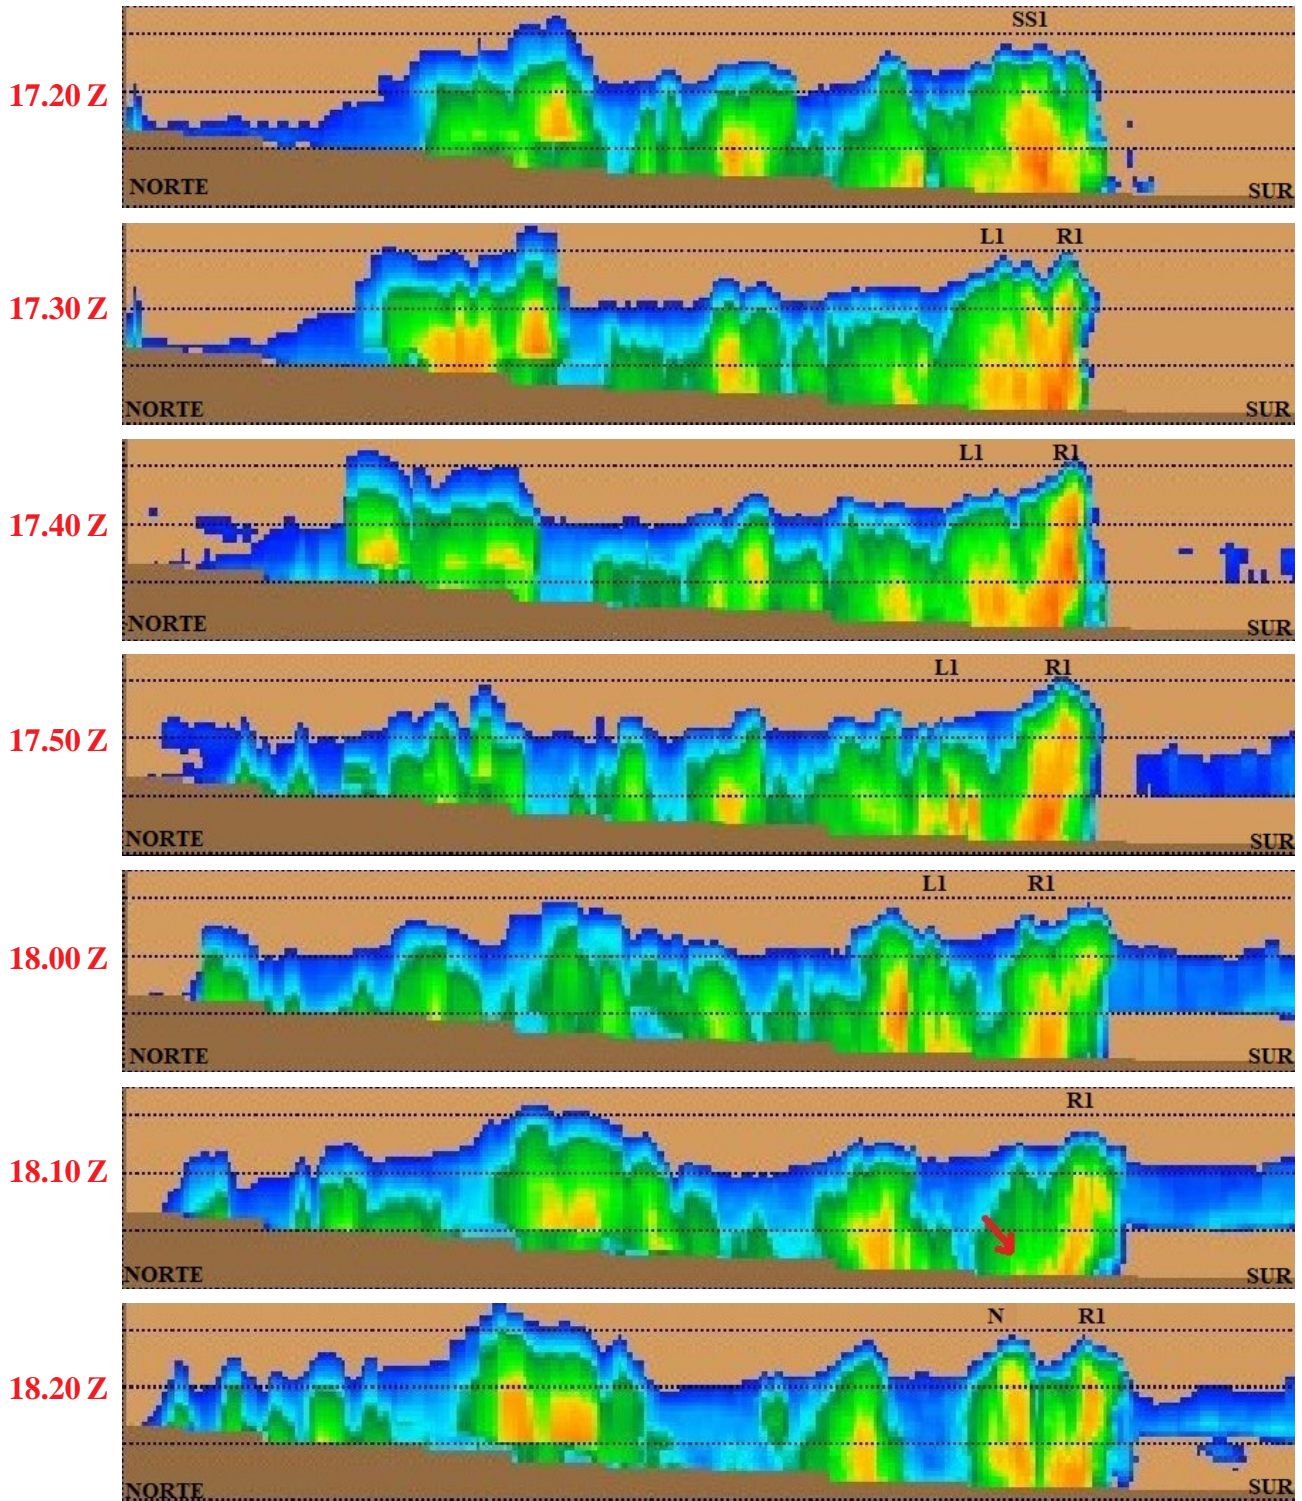 SS1
17.20 Z
NORTE
SUR
L1 R1
17.30 Z
NORTE
SUR
L1 R1
17.40 Z
NORTE
SUR
L1 R1
17.50 Z
NORTE
SUR
L1 R1
18.00 Z
NORTE
SUR
R1
18.10 Z
NORTE
SUR
N R1
18.20 Z
NORTE
SUR